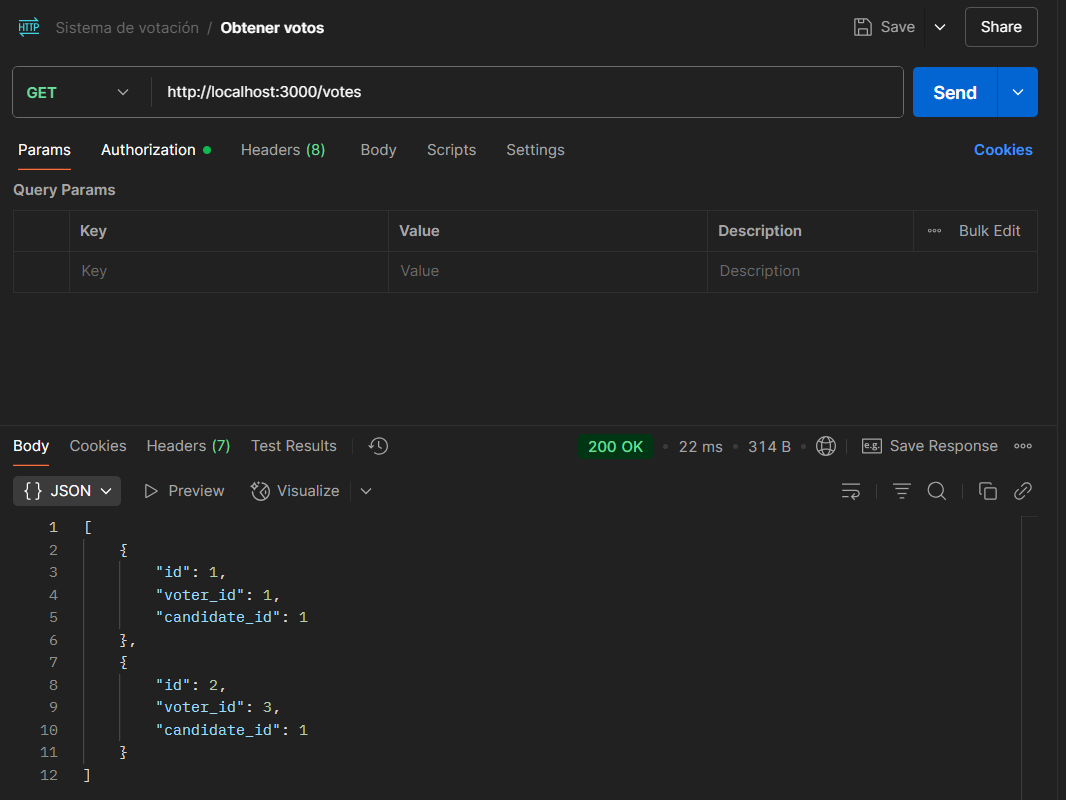 HTTP Sistema de votación / Obtener votos Save Share
GET http://localhost:3000/votes Send
Params Authorization Headers (8) Body Scripts Settings Cookies
Query Params
Key Value Description Bulk Edit
Key Value Description
Body Cookies Headers (7) Test Results 200 OK 22 ms 314 B e.g. Save Response
{} JSON Preview Visualize
1 [
2 {
3 "id": 1,
4 "voter_id": 1,
5 "candidate_id": 1
6 },
7 {
8 "id": 2,
9 "voter_id": 3,
10 "candidate_id": 1
11 }
12 ]